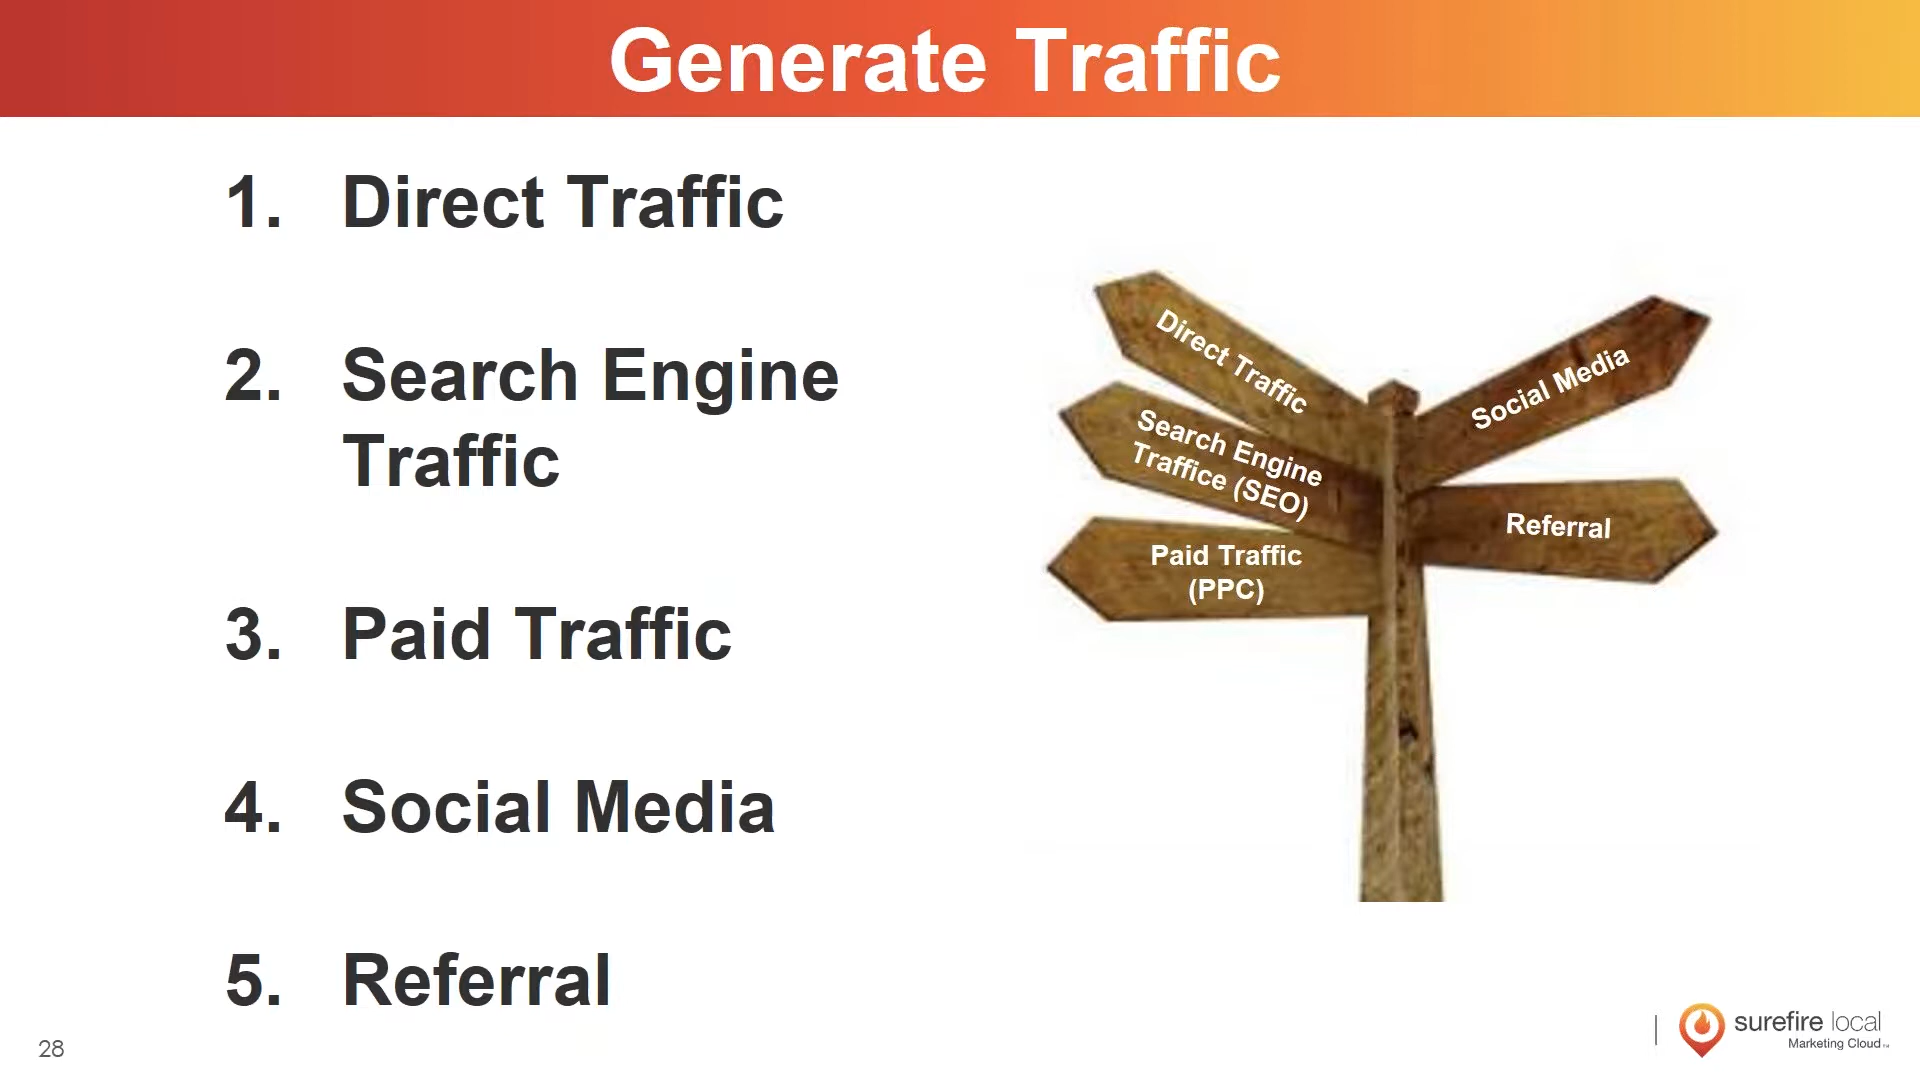 Generate Traffic
1. Direct Traffic
2. Search Engine
Traffic
3. Paid Traffic
4. Social Media
5. Referral
Direct Traffic
Search Engine
Traffice (SEO)
Paid Traffic
(PPC)
Social Media
Referral
28
surefire local
Marketing Cloud™